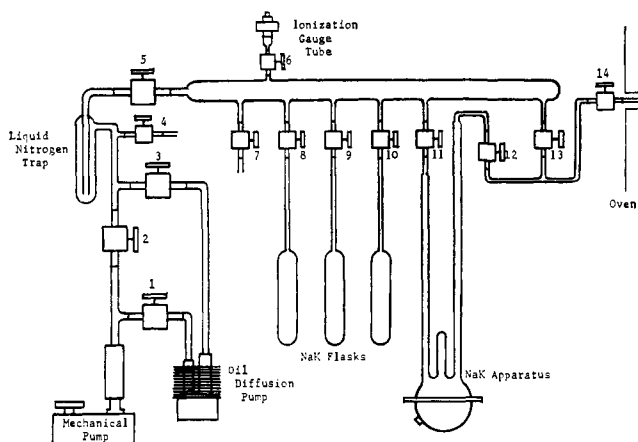 Ionization
Gauge
Tube
5
6
14
Liquid
Nitrogen
Trap
4
3
7
8
9
10
11
12
13
Oven
2
1
NaK Flasks
NaK Apparatus
Oil
Diffusion
Pump
Mechanical
Pump